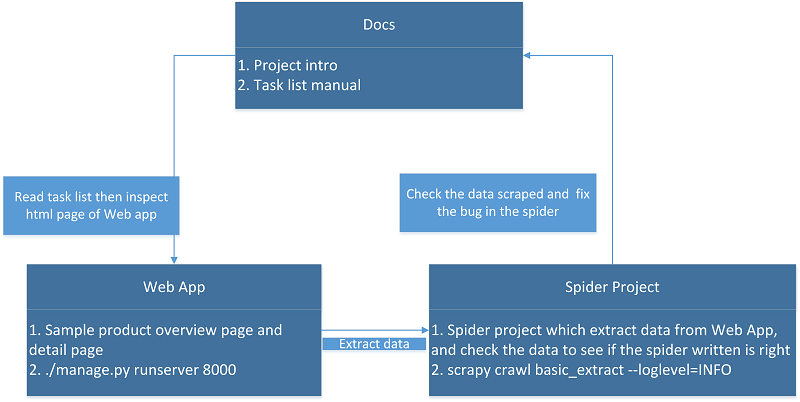 Docs
1. Project intro
2. Task list manual
Read task list then inspect
html page of Web app
Check the data scraped and  fix
the bug in the spider
Web App
1. Sample product overview page and
detail page
2. ./manage.py runserver 8000
Extract data
Spider Project
1. Spider project which extract data from Web App,
and check the data to see if the spider written is right
2. scrapy crawl basic_extract --loglevel=INFO